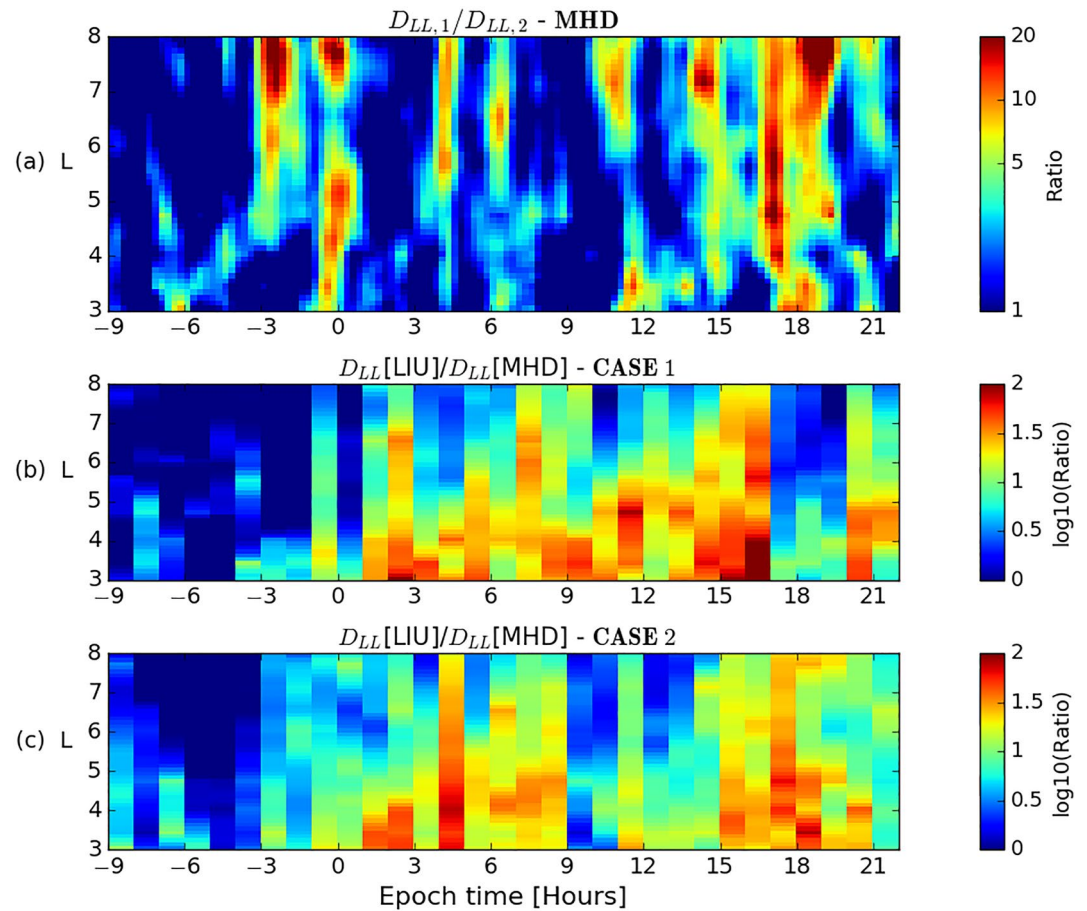 D_{LL,1}/D_{LL,2} - MHD
(a) L
8
7
6
5
4
3
−9 −6 −3 0 3 6 9 12 15 18 21
20
10
5
1
Ratio
D_{LL}[LIU]/D_{LL}[MHD] - CASE 1
(b) L
8
7
6
5
4
3
−9 −6 −3 0 3 6 9 12 15 18 21
2
1.5
1
0.5
0
log10(Ratio)
D_{LL}[LIU]/D_{LL}[MHD] - CASE 2
(c) L
8
7
6
5
4
3
−9 −6 −3 0 3 6 9 12 15 18 21
2
1.5
1
0.5
0
log10(Ratio)
Epoch time [Hours]